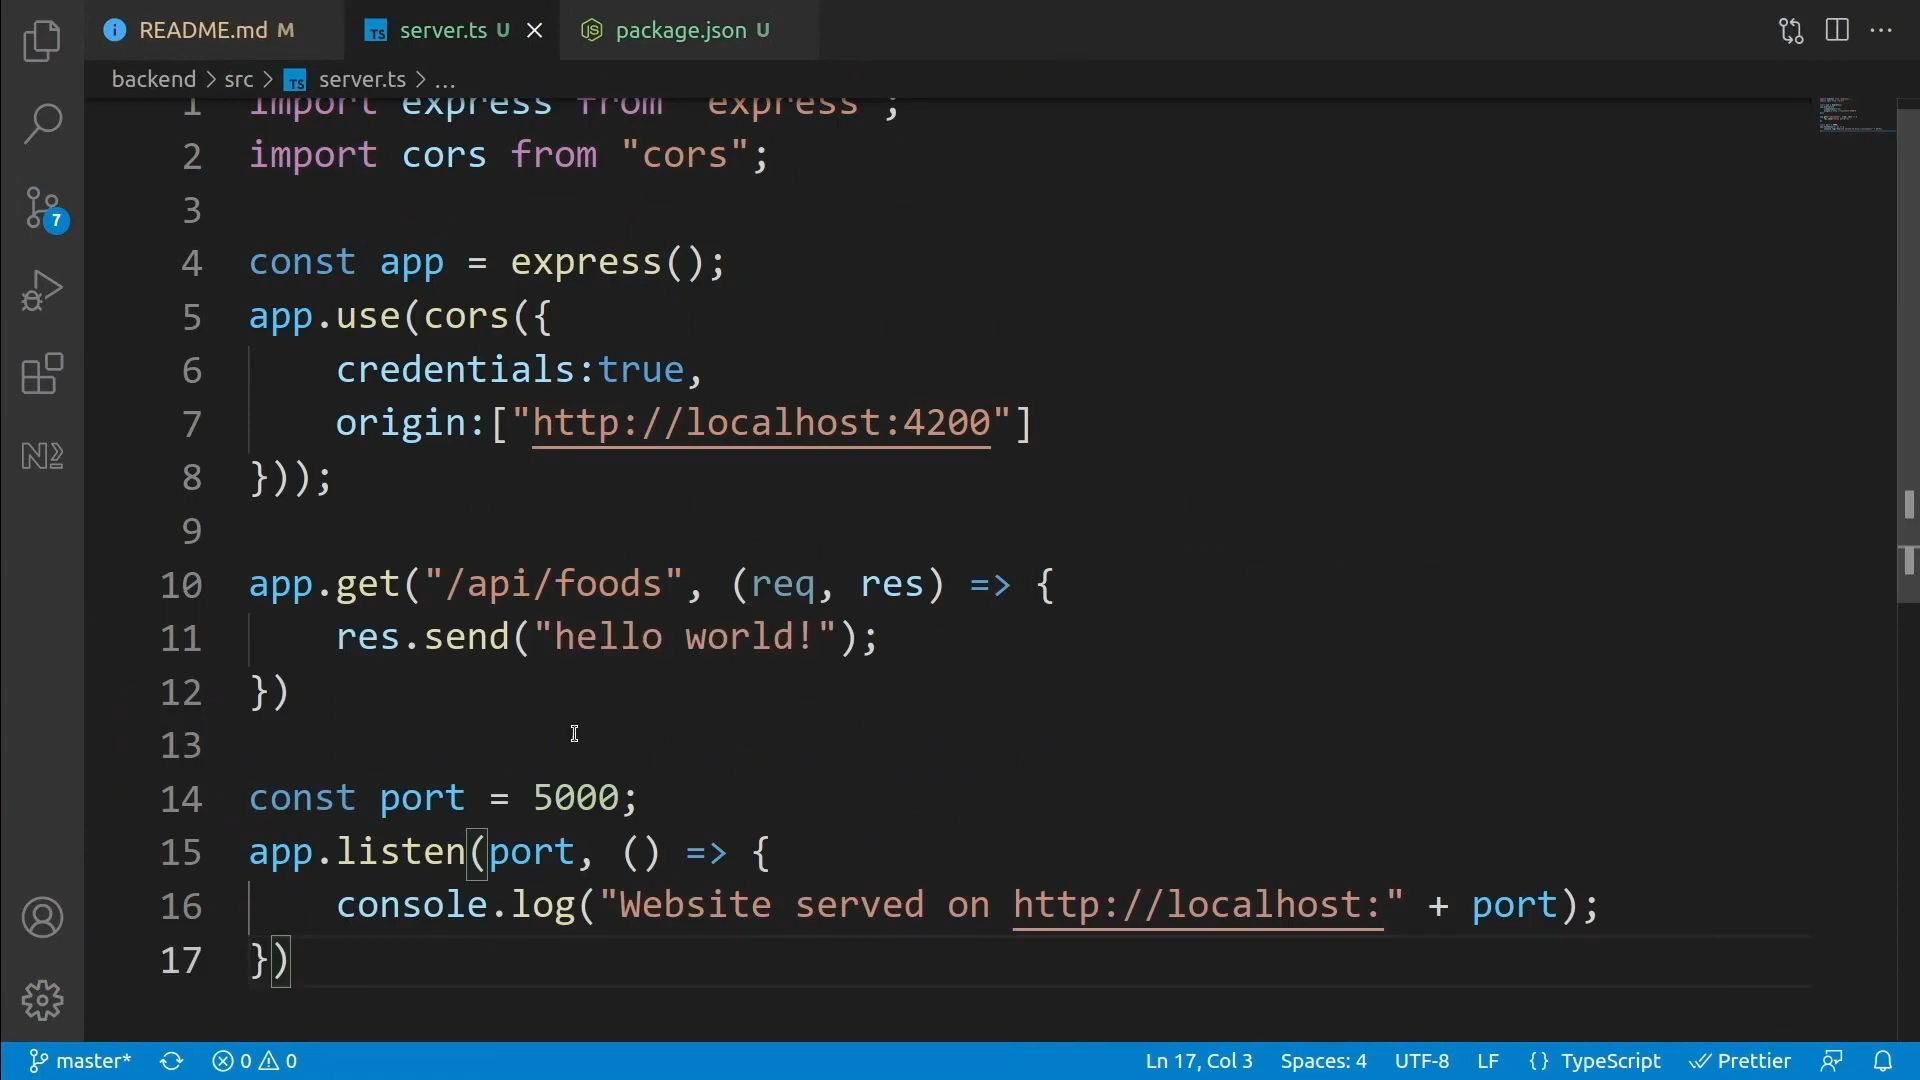 README.md M
TS server.ts U
package.json U
backend > src > TS server.ts > ...
1 import express from "express";
2 import cors from "cors";
3
4 const app = express();
5 app.use(cors({
6 credentials:true,
7 origin:["http://localhost:4200"]
8 }));
9
10 app.get("/api/foods", (req, res) => {
11 res.send("hello world!");
12 })
13
14 const port = 5000;
15 app.listen(port, () => {
16 console.log("Website served on http://localhost:" + port);
17 })
7
master* 0 0 Ln 17, Col 3 Spaces: 4 UTF-8 LF {} TypeScript Prettier